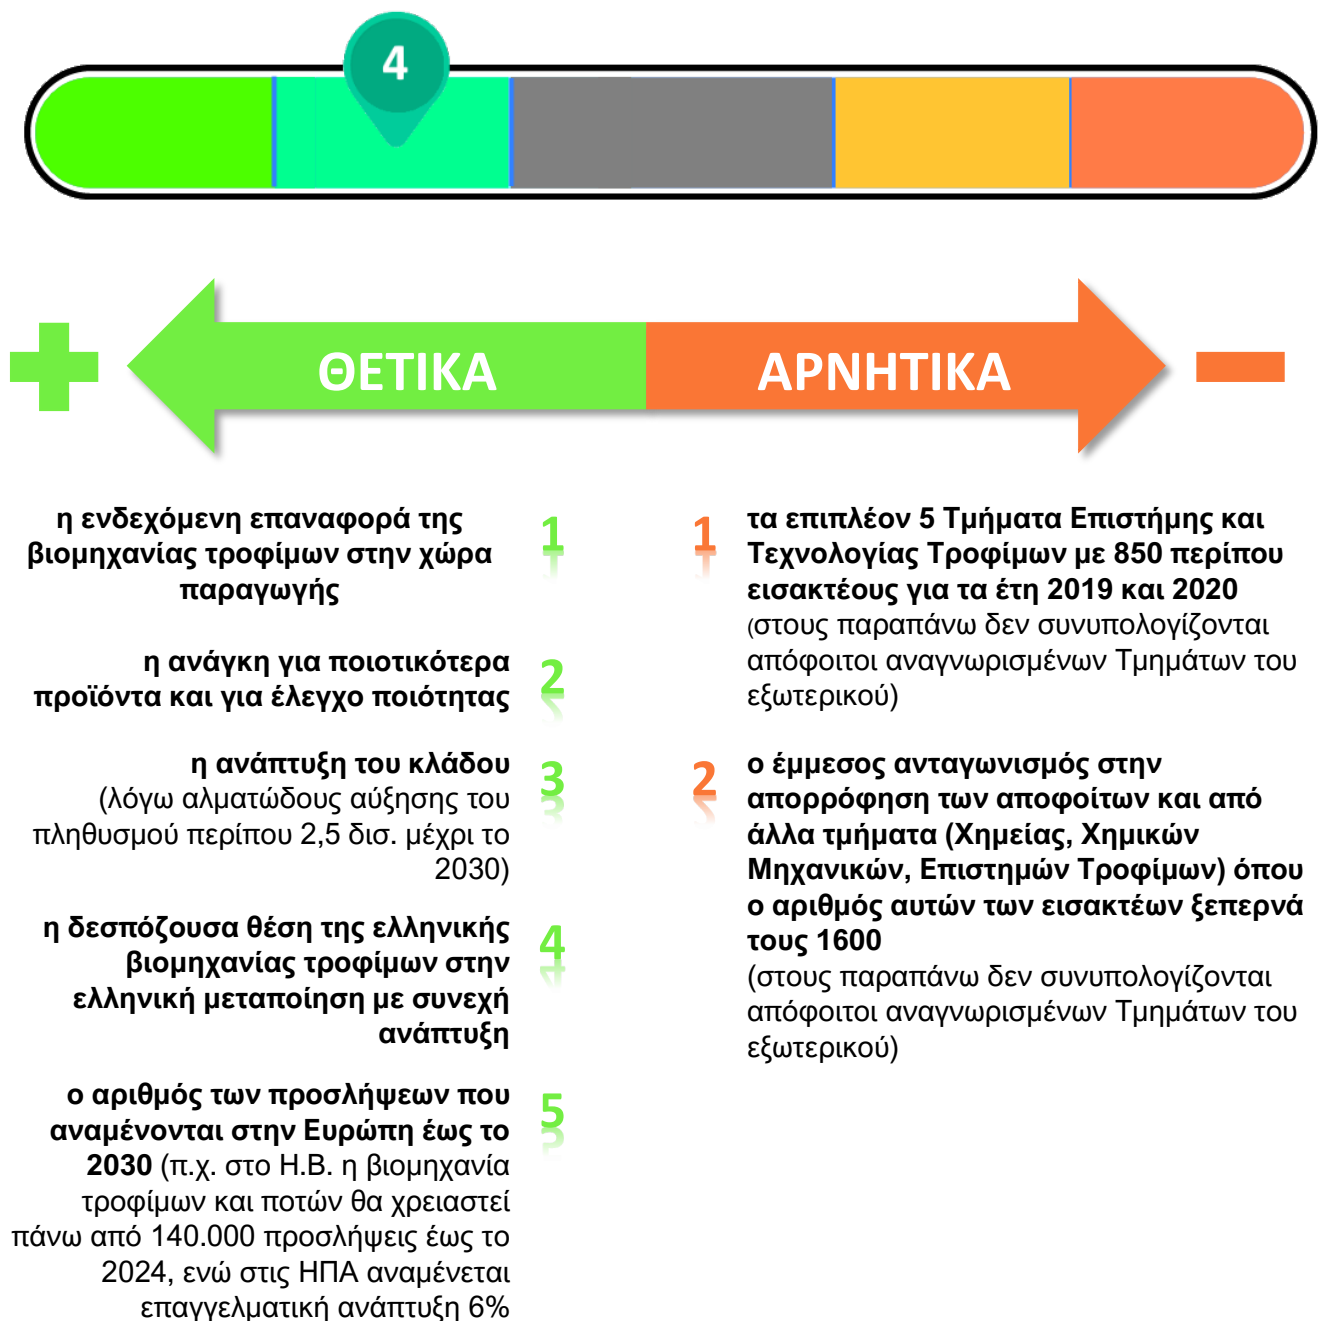 4
ΘΕΤΙΚΑ
ΑΡΝΗΤΙΚΑ
1
η ενδεχόμενη επαναφορά της
βιομηχανίας τροφίμων στην χώρα
παραγωγής
2
η ανάγκη για ποιοτικότερα
προϊόντα και για έλεγχο ποιότητας
3
η ανάπτυξη του κλάδου
(λόγω αλματώδους αύξησης του
πληθυσμού περίπου 2,5 δισ. μέχρι το
2030)
4
η δεσπόζουσα θέση της ελληνικής
βιομηχανίας τροφίμων στην
ελληνική μεταποίηση με συνεχή
ανάπτυξη
5
ο αριθμός των προσλήψεων που
αναμένονται στην Ευρώπη έως το
2030 (π.χ. στο Η.Β. η βιομηχανία
τροφίμων και ποτών θα χρειαστεί
πάνω από 140.000 προσλήψεις έως το
2024, ενώ στις ΗΠΑ αναμένεται
επαγγελματική ανάπτυξη 6%
1
τα επιπλέον 5 Τμήματα Επιστήμης και
Τεχνολογίας Τροφίμων με 850 περίπου
εισακτέους για τα έτη 2019 και 2020
(στους παραπάνω δεν συνυπολογίζονται
απόφοιτοι αναγνωρισμένων Τμημάτων του
εξωτερικού)
2
ο έμμεσος ανταγωνισμός στην
απορρόφηση των αποφοίτων και από
άλλα τμήματα (Χημείας, Χημικών
Μηχανικών, Επιστημών Τροφίμων) όπου
ο αριθμός αυτών των εισακτέων ξεπερνά
τους 1600
(στους παραπάνω δεν συνυπολογίζονται
απόφοιτοι αναγνωρισμένων Τμημάτων του
εξωτερικού)